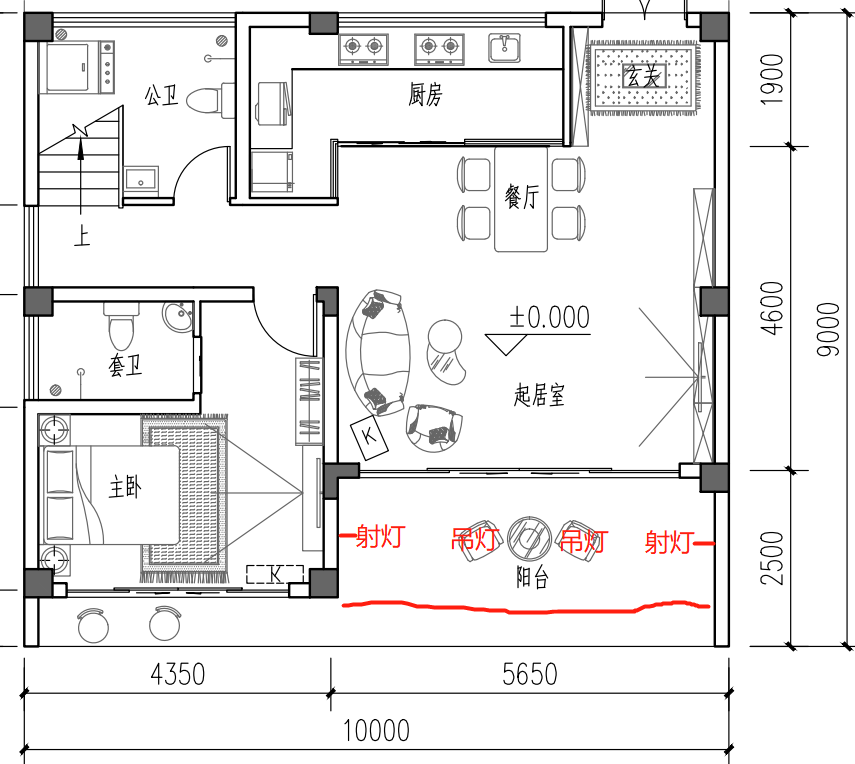 公卫
厨房
玄关
1900
餐厅
上
±0.000
4600
9000
套卫
起居室
K
主卧
射灯
吊灯
吊灯
射灯
阳台
2500
K
4350
5650
10000